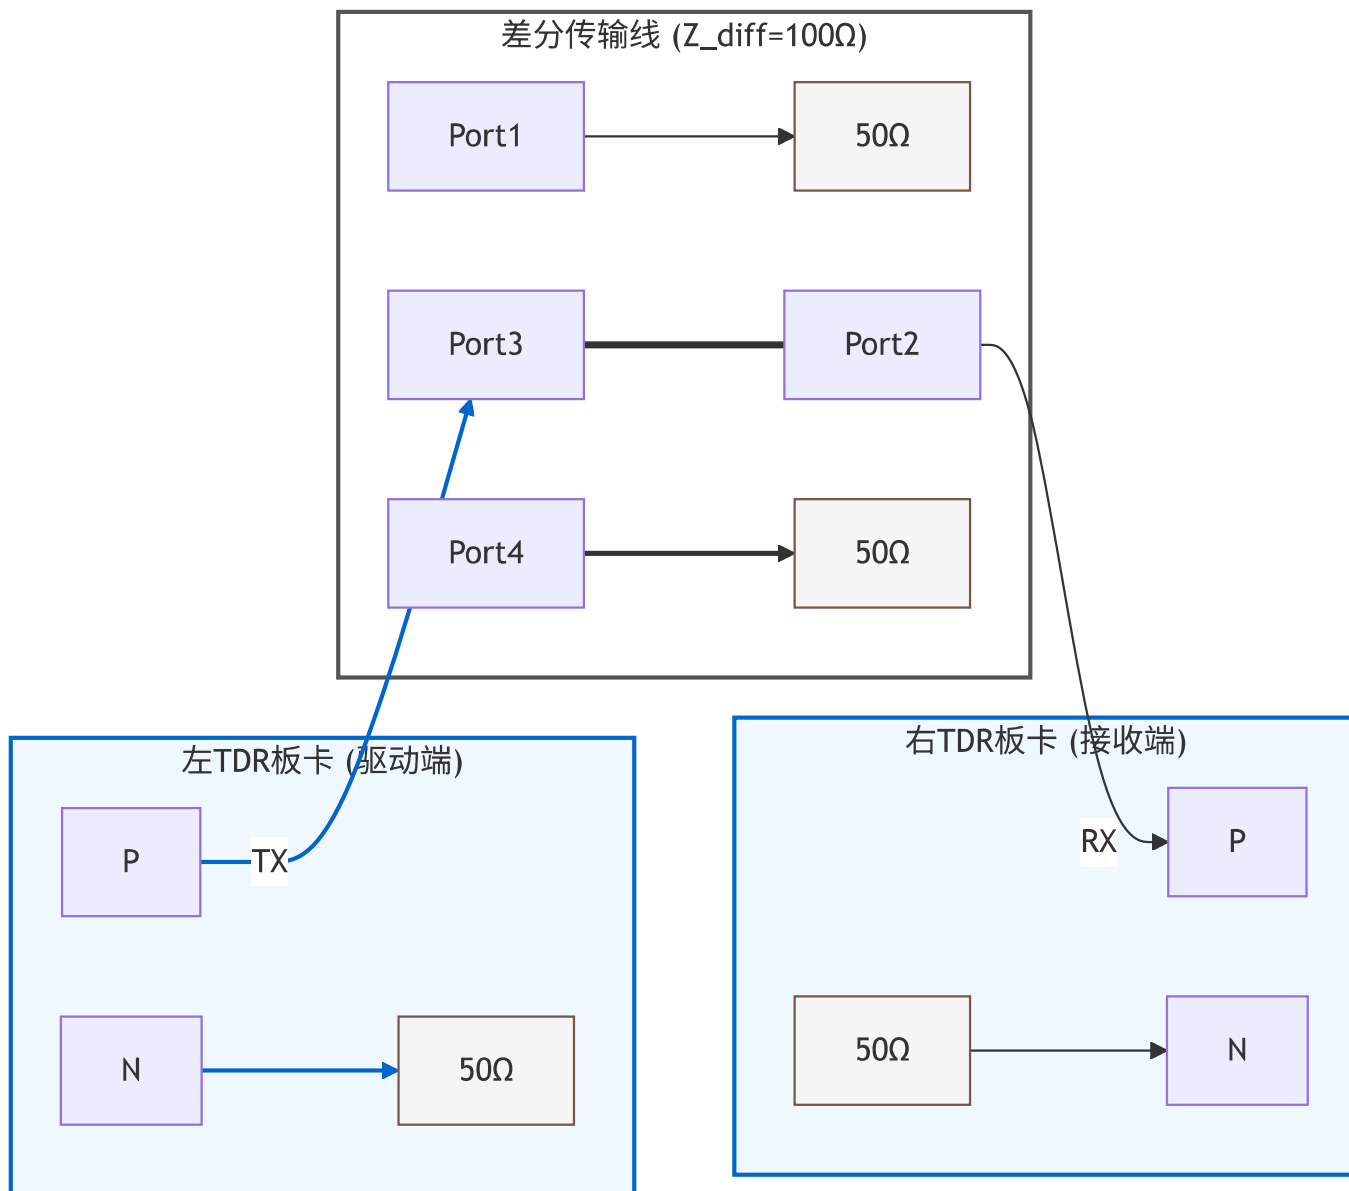 差分传输线 (Z_diff=100Ω)
Port1
50Ω
Port3
Port2
Port4
50Ω
左TDR板卡 (驱动端)
P
TX
N
50Ω
右TDR板卡 (接收端)
RX
P
50Ω
N